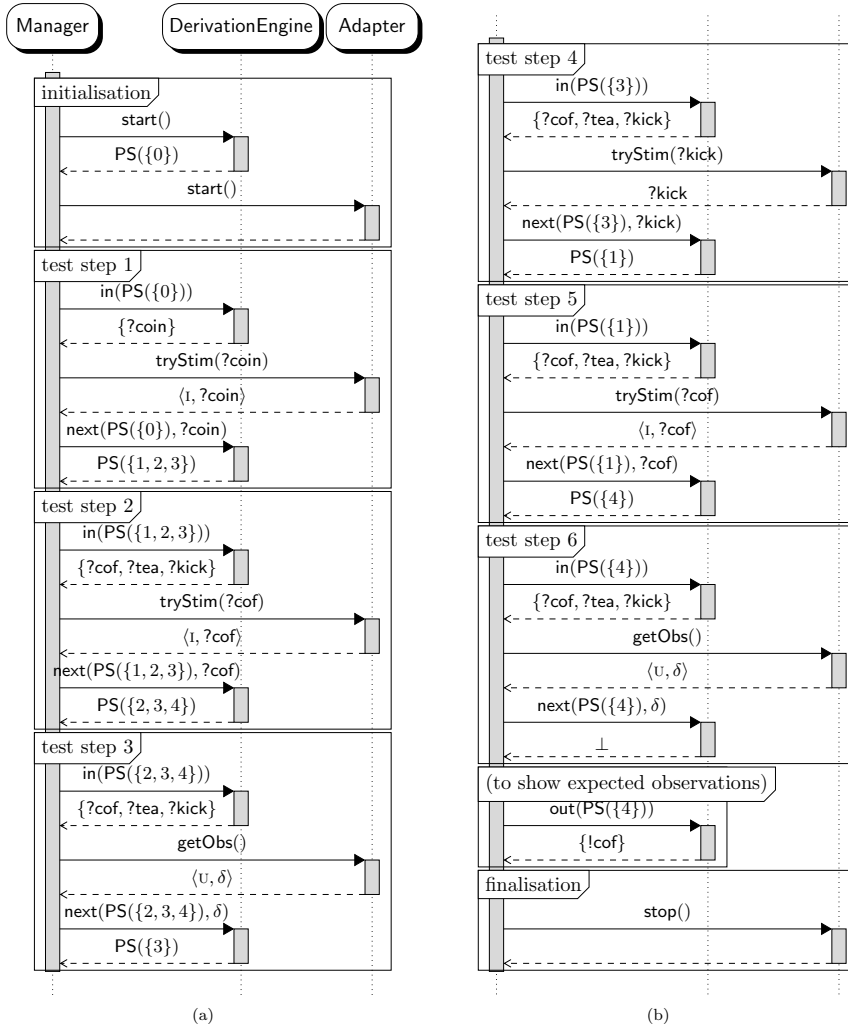 Manager DerivationEngine Adapter
initialisation
start()
PS({0})
start()
test step 1
in(PS({0}))
{?coin}
tryStim(?coin)
⟨I, ?coin⟩
next(PS({0}), ?coin)
PS({1, 2, 3})
test step 2
in(PS({1, 2, 3}))
{?cof, ?tea, ?kick}
tryStim(?cof)
⟨I, ?cof⟩
next(PS({1, 2, 3}), ?cof)
PS({2, 3, 4})
test step 3
in(PS({2, 3, 4}))
{?cof, ?tea, ?kick}
getObs()
⟨U, δ⟩
next(PS({2, 3, 4}), δ)
PS({3})
(a)
test step 4
in(PS({3}))
{?cof, ?tea, ?kick}
tryStim(?kick)
?kick
next(PS({3}), ?kick)
PS({1})
test step 5
in(PS({1}))
{?cof, ?tea, ?kick}
tryStim(?cof)
⟨I, ?cof⟩
next(PS({1}), ?cof)
PS({4})
test step 6
in(PS({4}))
{?cof, ?tea, ?kick}
getObs()
⟨U, δ⟩
next(PS({4}), δ)
⊥
(to show expected observations)
out(PS({4}))
{!cof}
finalisation
stop()
(b)